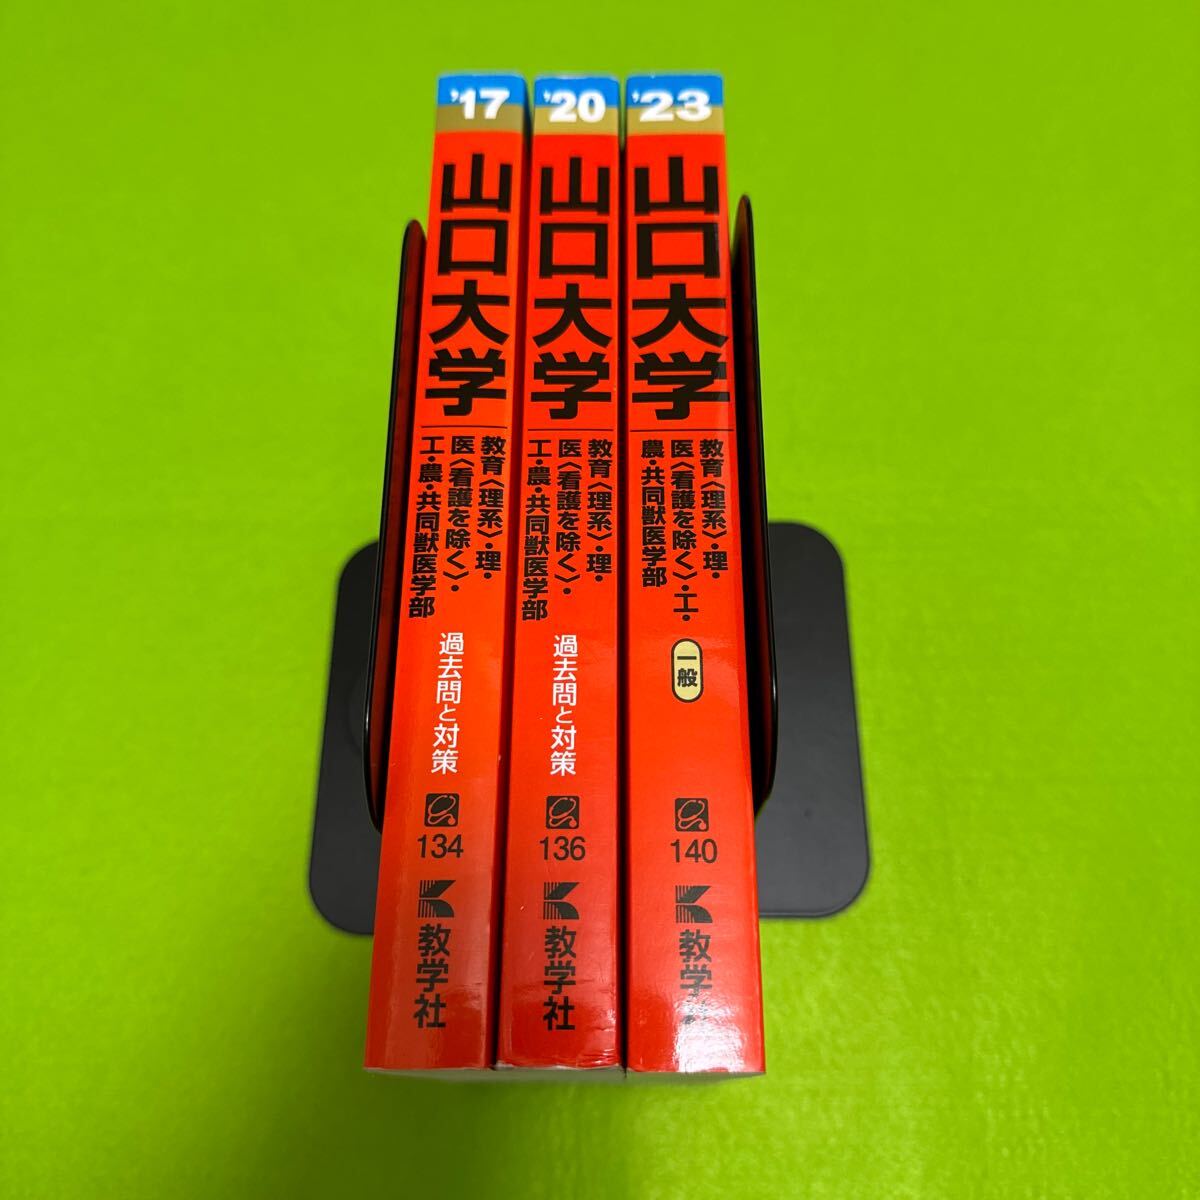 '17
山口大学
教育〈理系〉・理・
医〈看護を除く〉・
工・農・共同獣医学部
過去問と対策
134
教学社
'20
山口大学
教育〈理系〉・理・
医〈看護を除く〉・
工・農・共同獣医学部
過去問と対策
136
教学社
'23
山口大学
教育〈理系〉・理・
医〈看護を除く〉・工・
農・共同獣医学部
一般
140
教学社